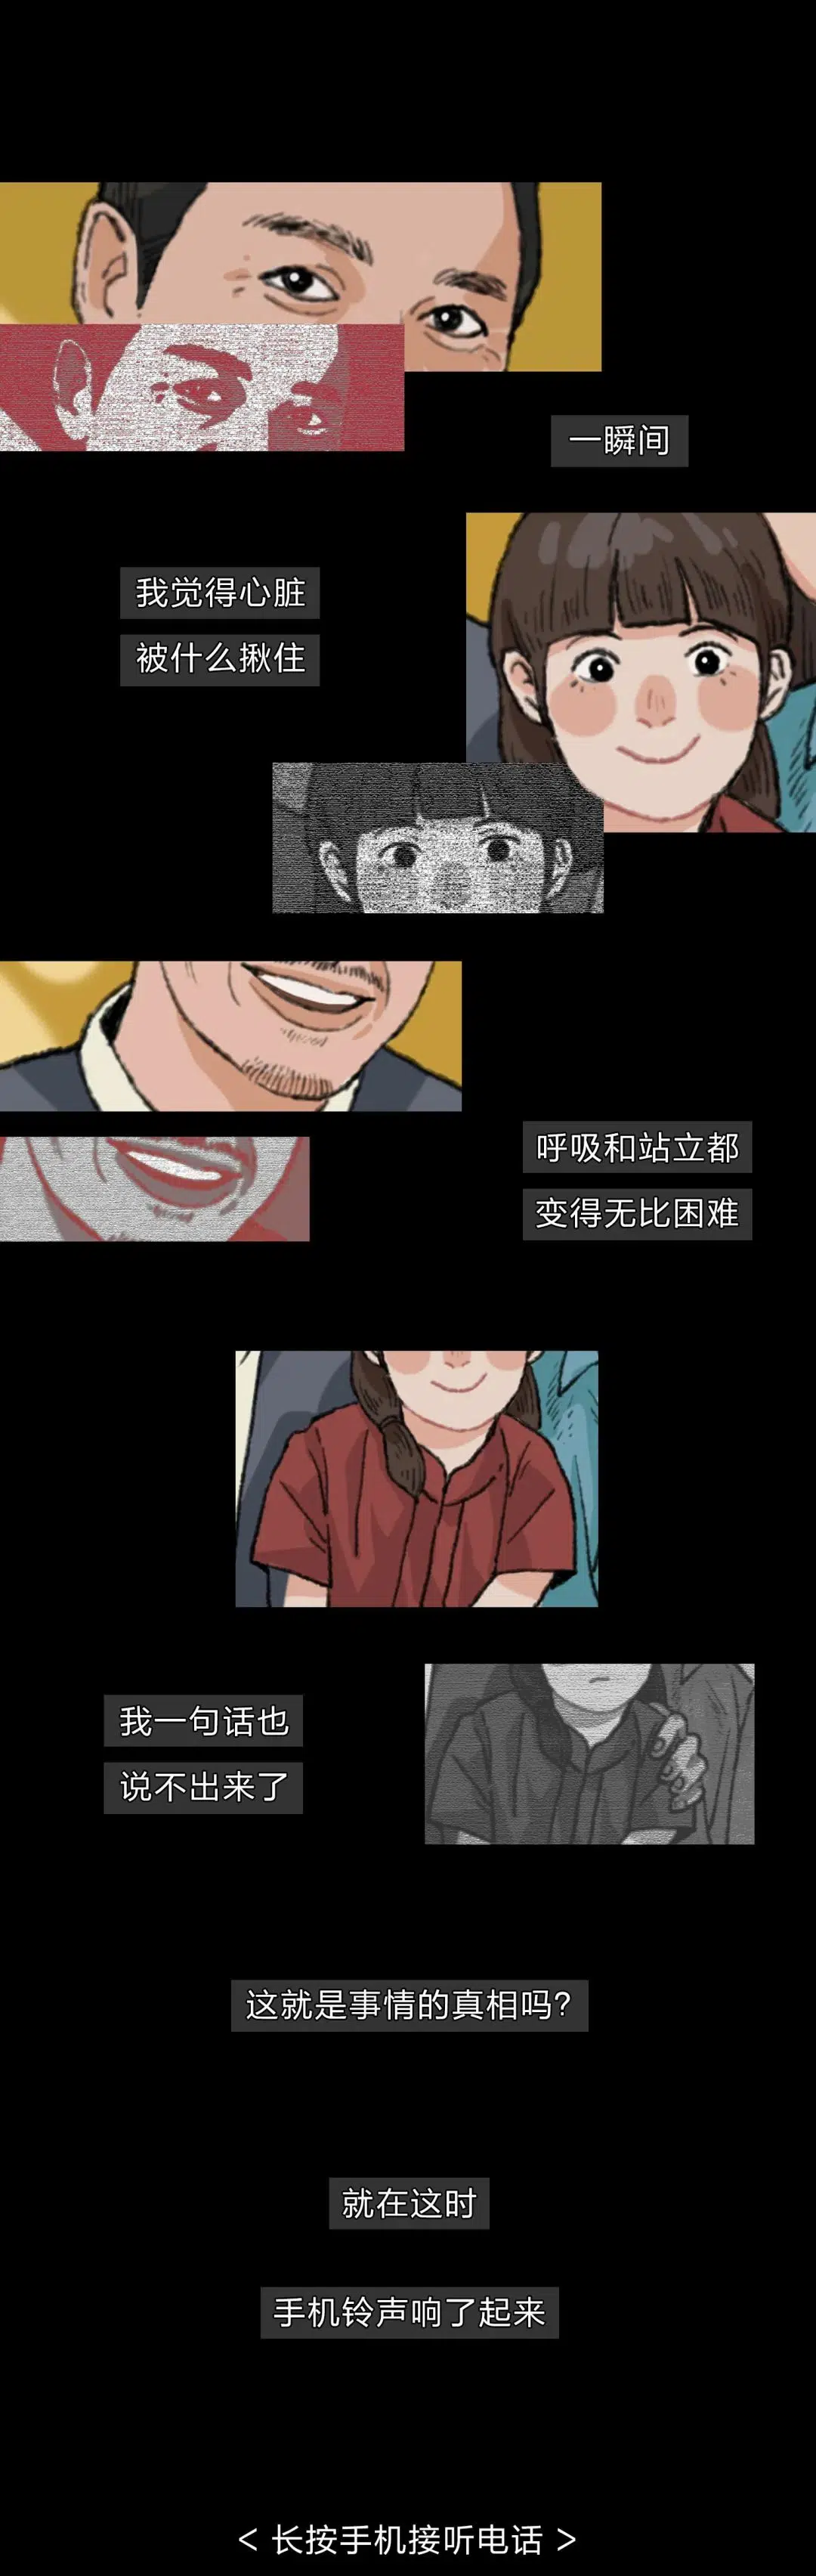 一瞬间
我觉得心脏
被什么揪住
呼吸和站立都
变得无比困难
我一句话也
说不出来了
这就是事情的真相吗?
就在这时
手机铃声响了起来
< 长按手机接听电话 >